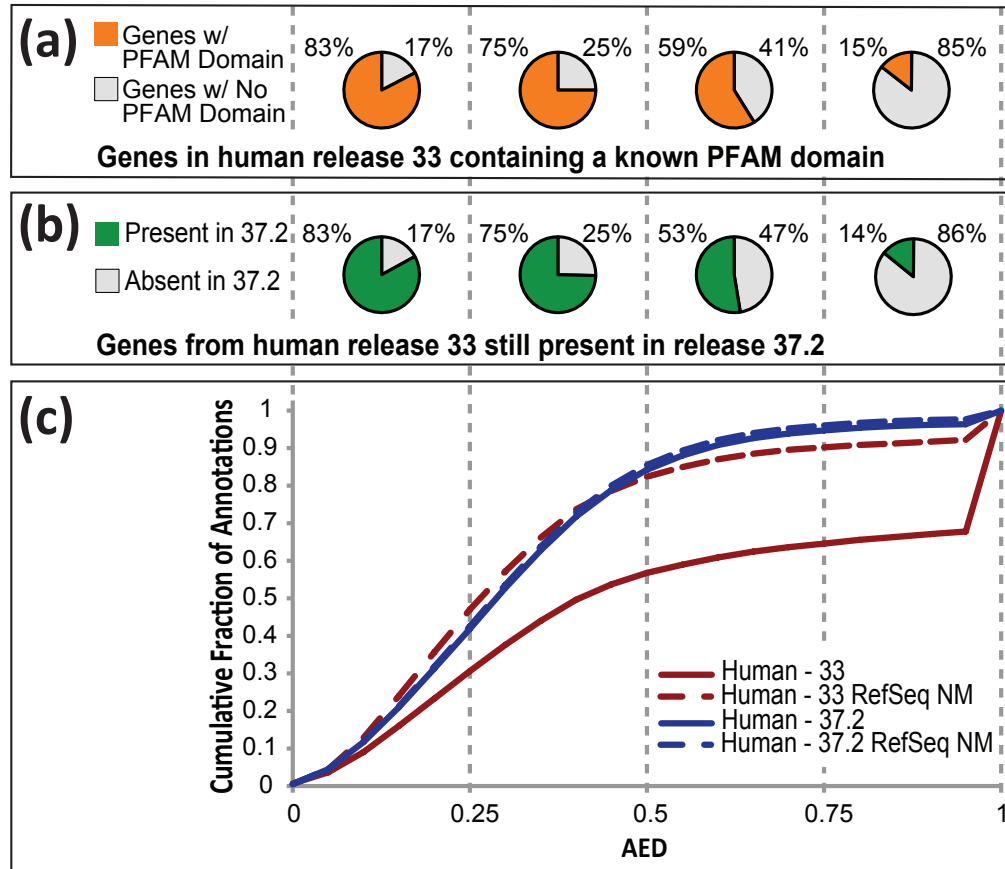 (a)
Genes w/
PFAM Domain
Genes w/ No
PFAM Domain
83% 17% 75% 25% 59% 41% 15% 85%
Genes in human release 33 containing a known PFAM domain
(b)
Present in 37.2
Absent in 37.2
83% 17% 75% 25% 53% 47% 14% 86%
Genes from human release 33 still present in release 37.2
(c)
Cumulative Fraction of Annotations
1
0.9
0.8
0.7
0.6
0.5
0.4
0.3
0.2
0.1
0
Human - 33
Human - 33 RefSeq NM
Human - 37.2
Human - 37.2 RefSeq NM
0 0.25 0.5 0.75 1
AED